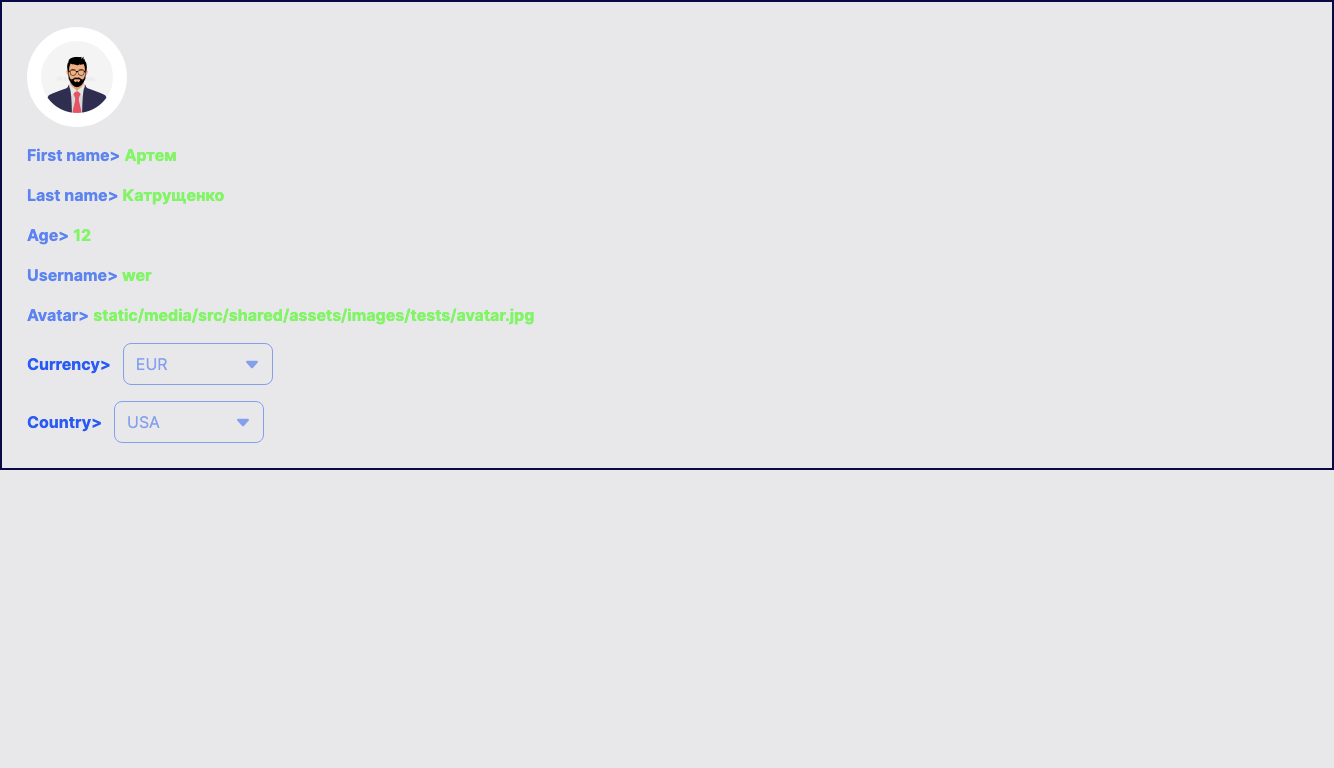 First name> Артем
Last name> Катрущенко
Age> 12
Username> wer
Avatar> static/media/src/shared/assets/images/tests/avatar.jpg
Currency> EUR
Country> USA